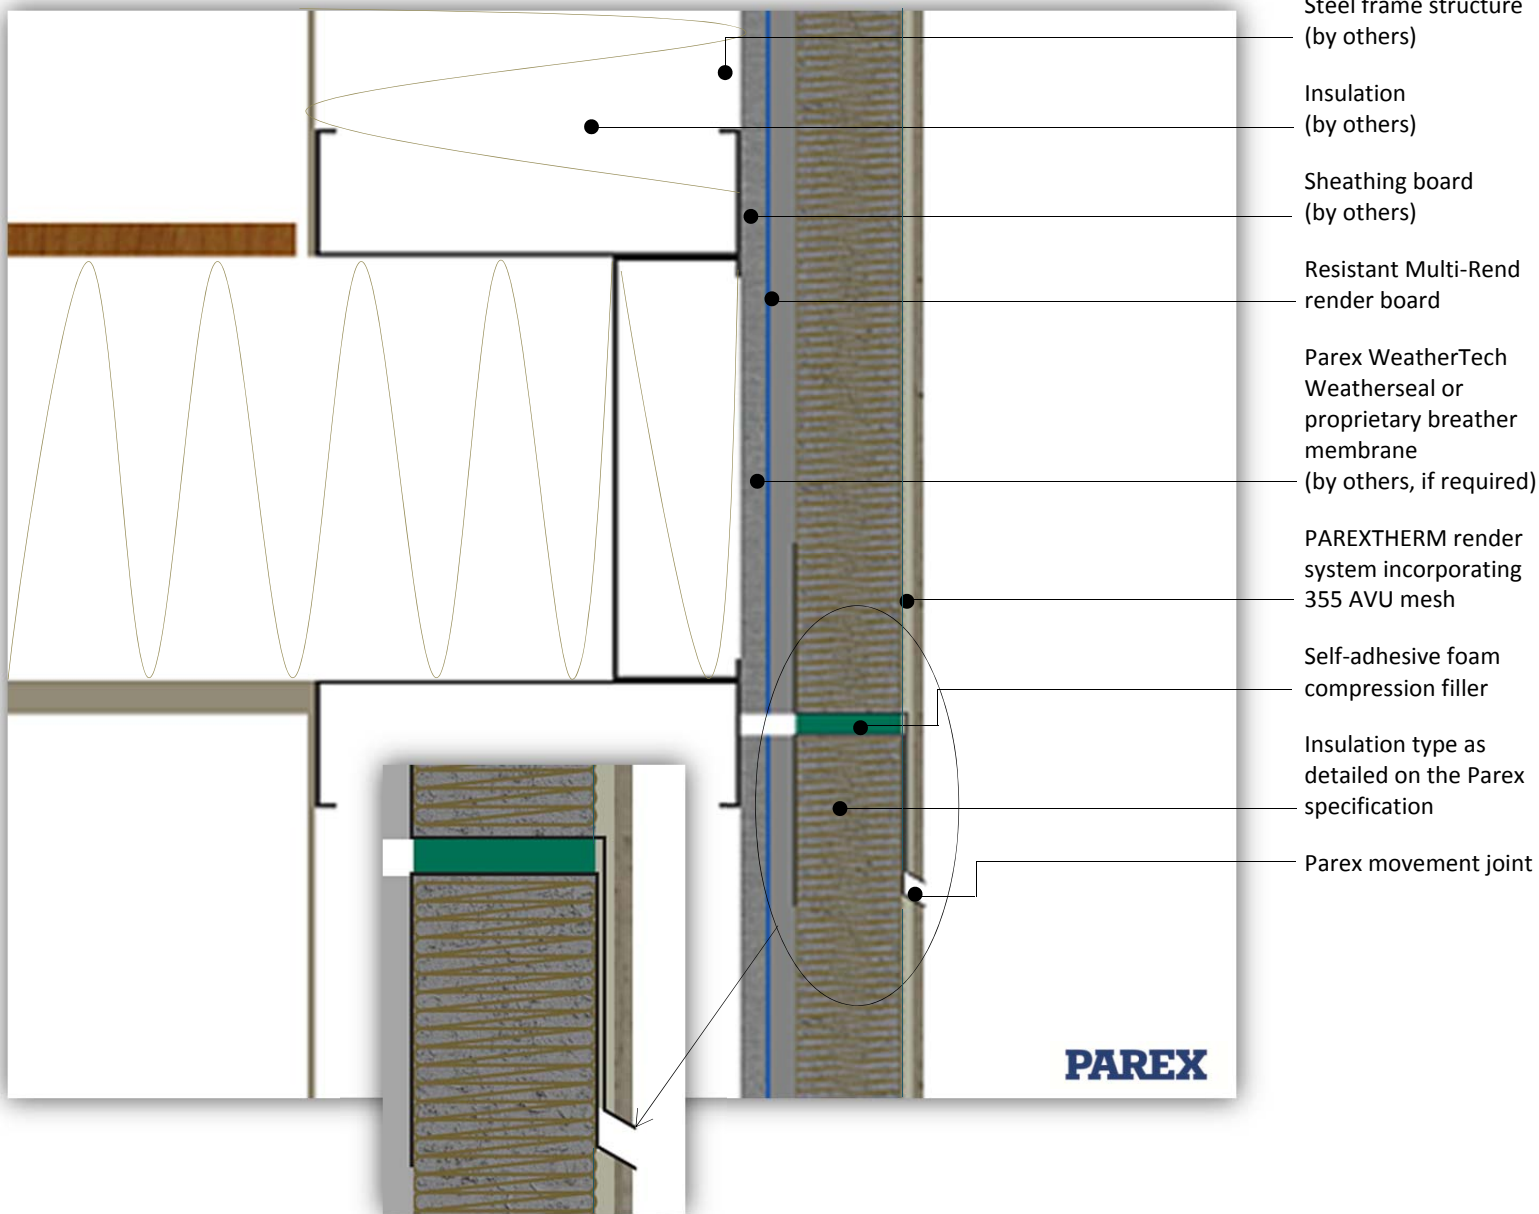 Steel frame structure
(by others)
Insulation
(by others)
Sheathing board
(by others)
Resistant Multi-Rend
render board
Parex WeatherTech
Weatherseal or
proprietary breather
membrane
(by others, if required)
PAREXTHERM render
system incorporating
355 AVU mesh
Self-adhesive foam
compression filler
Insulation type as
detailed on the Parex
specification
Parex movement joint
PAREX